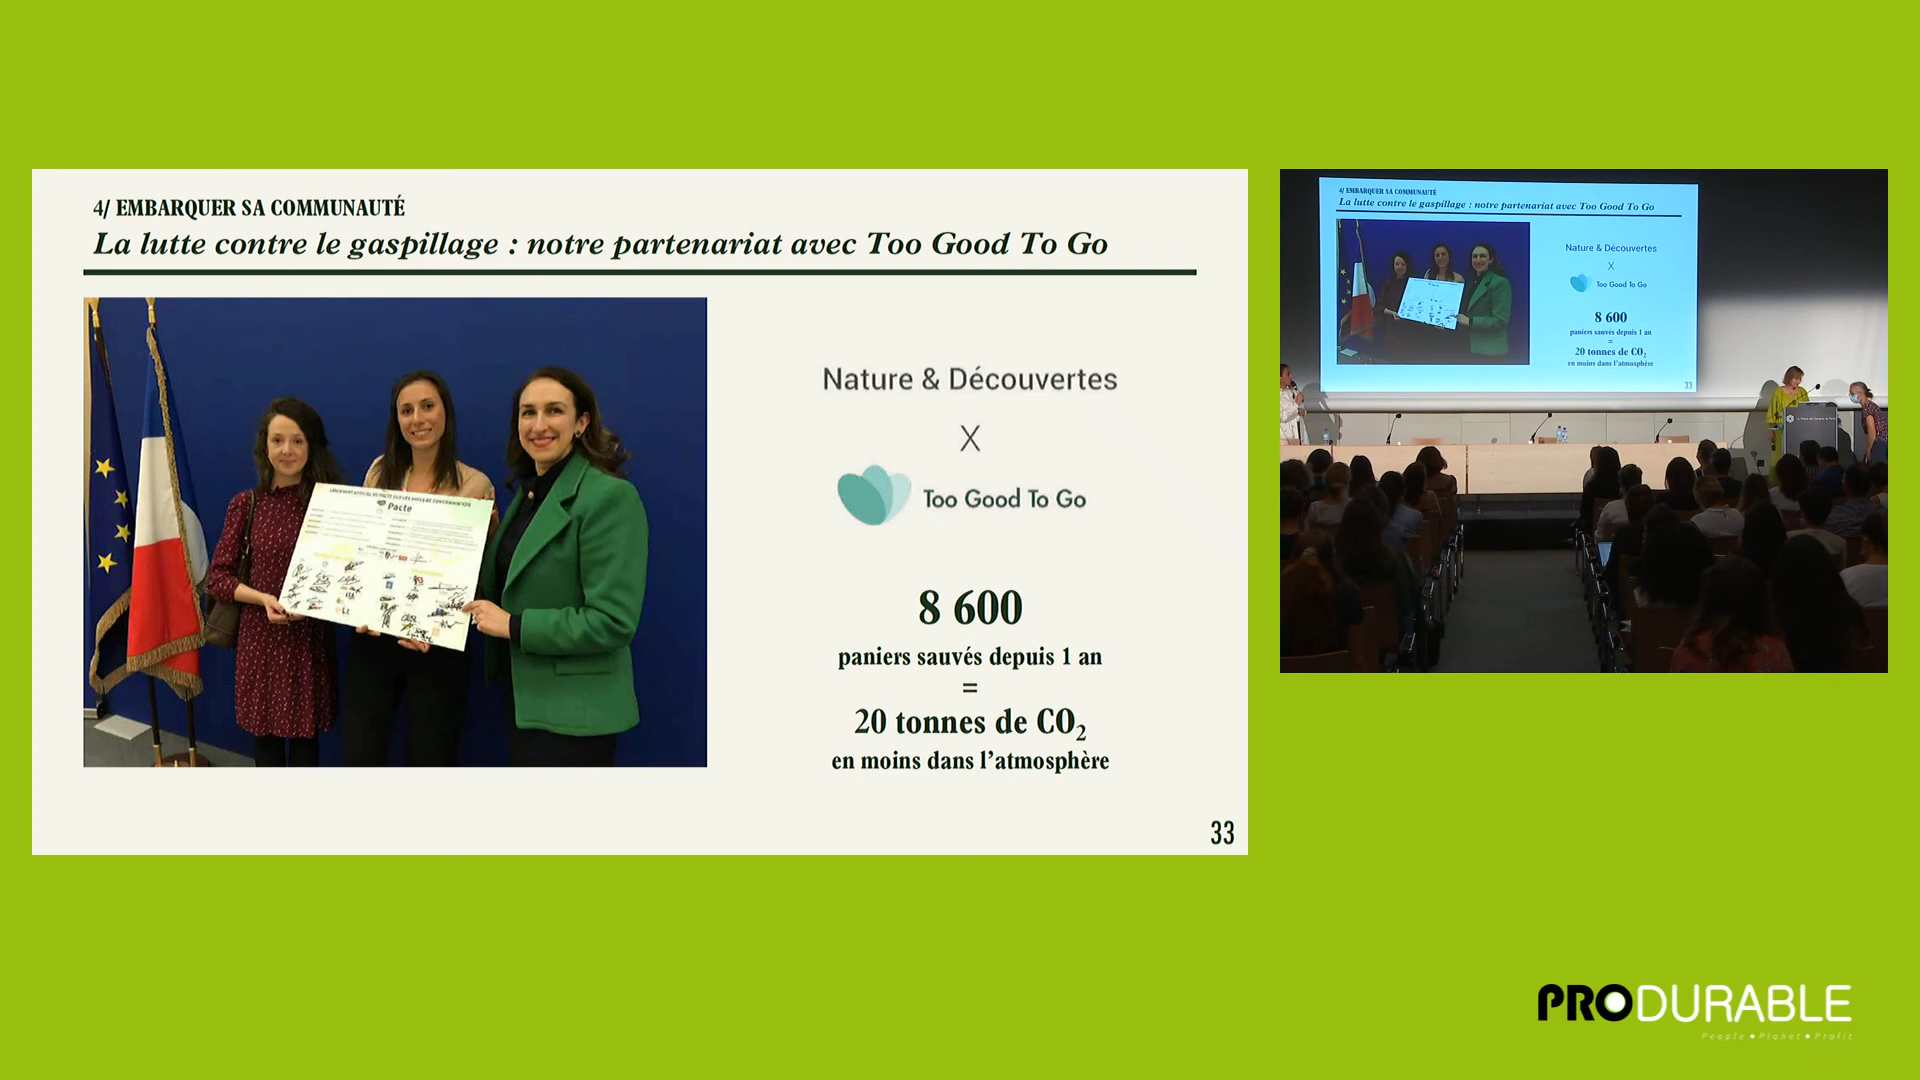 4/ EMBARQUER SA COMMUNAUTÉ
La lutte contre le gaspillage : notre partenariat avec Too Good To Go
Pacte
Nature & Découvertes
X
Too Good To Go
8 600
paniers sauvés depuis 1 an
=
20 tonnes de CO₂
en moins dans l’atmosphère
33
4/ EMBARQUER SA COMMUNAUTÉ
La lutte contre le gaspillage : notre partenariat avec Too Good To Go
Nature & Découvertes
X
Too Good To Go
8 600
paniers sauvés depuis 1 an
=
20 tonnes de CO₂
en moins dans l’atmosphère
33
PRODURABLE
People • Planet • Profit